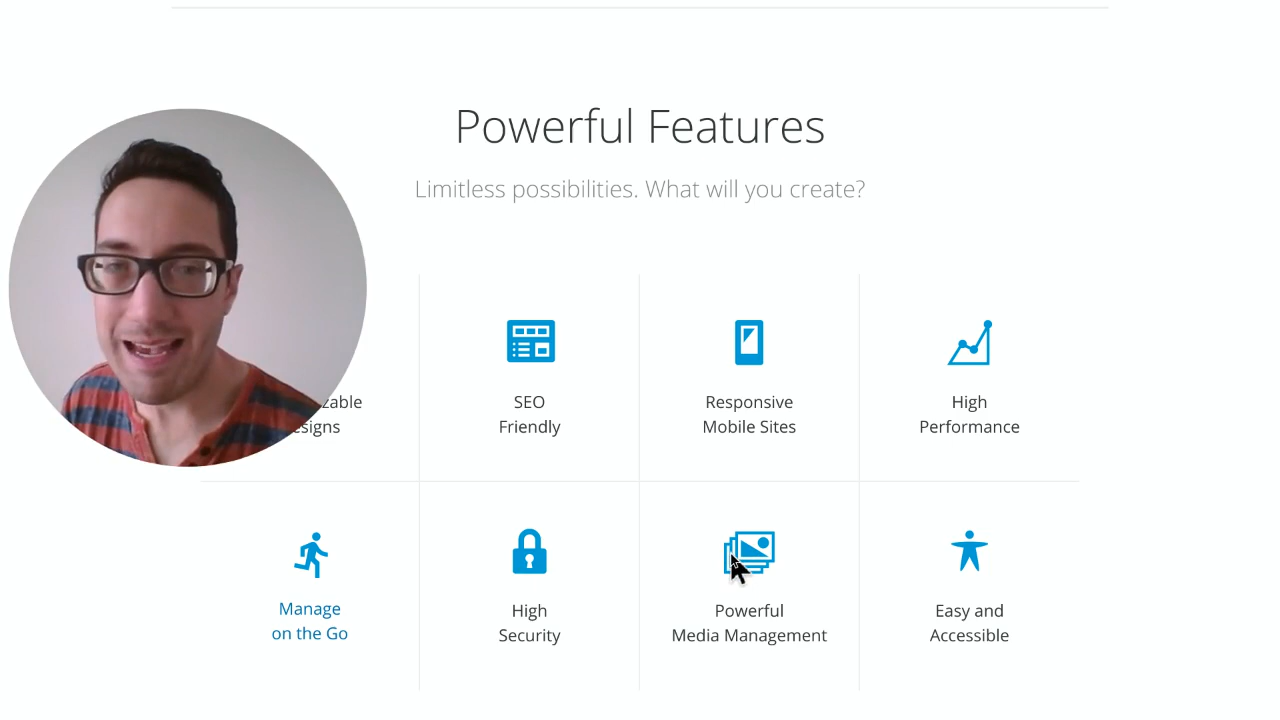 Powerful Features
Limitless possibilities. What will you create?
SEO
Friendly
Responsive
Mobile Sites
High
Performance
Manage
on the Go
High
Security
Powerful
Media Management
Easy and
Accessible